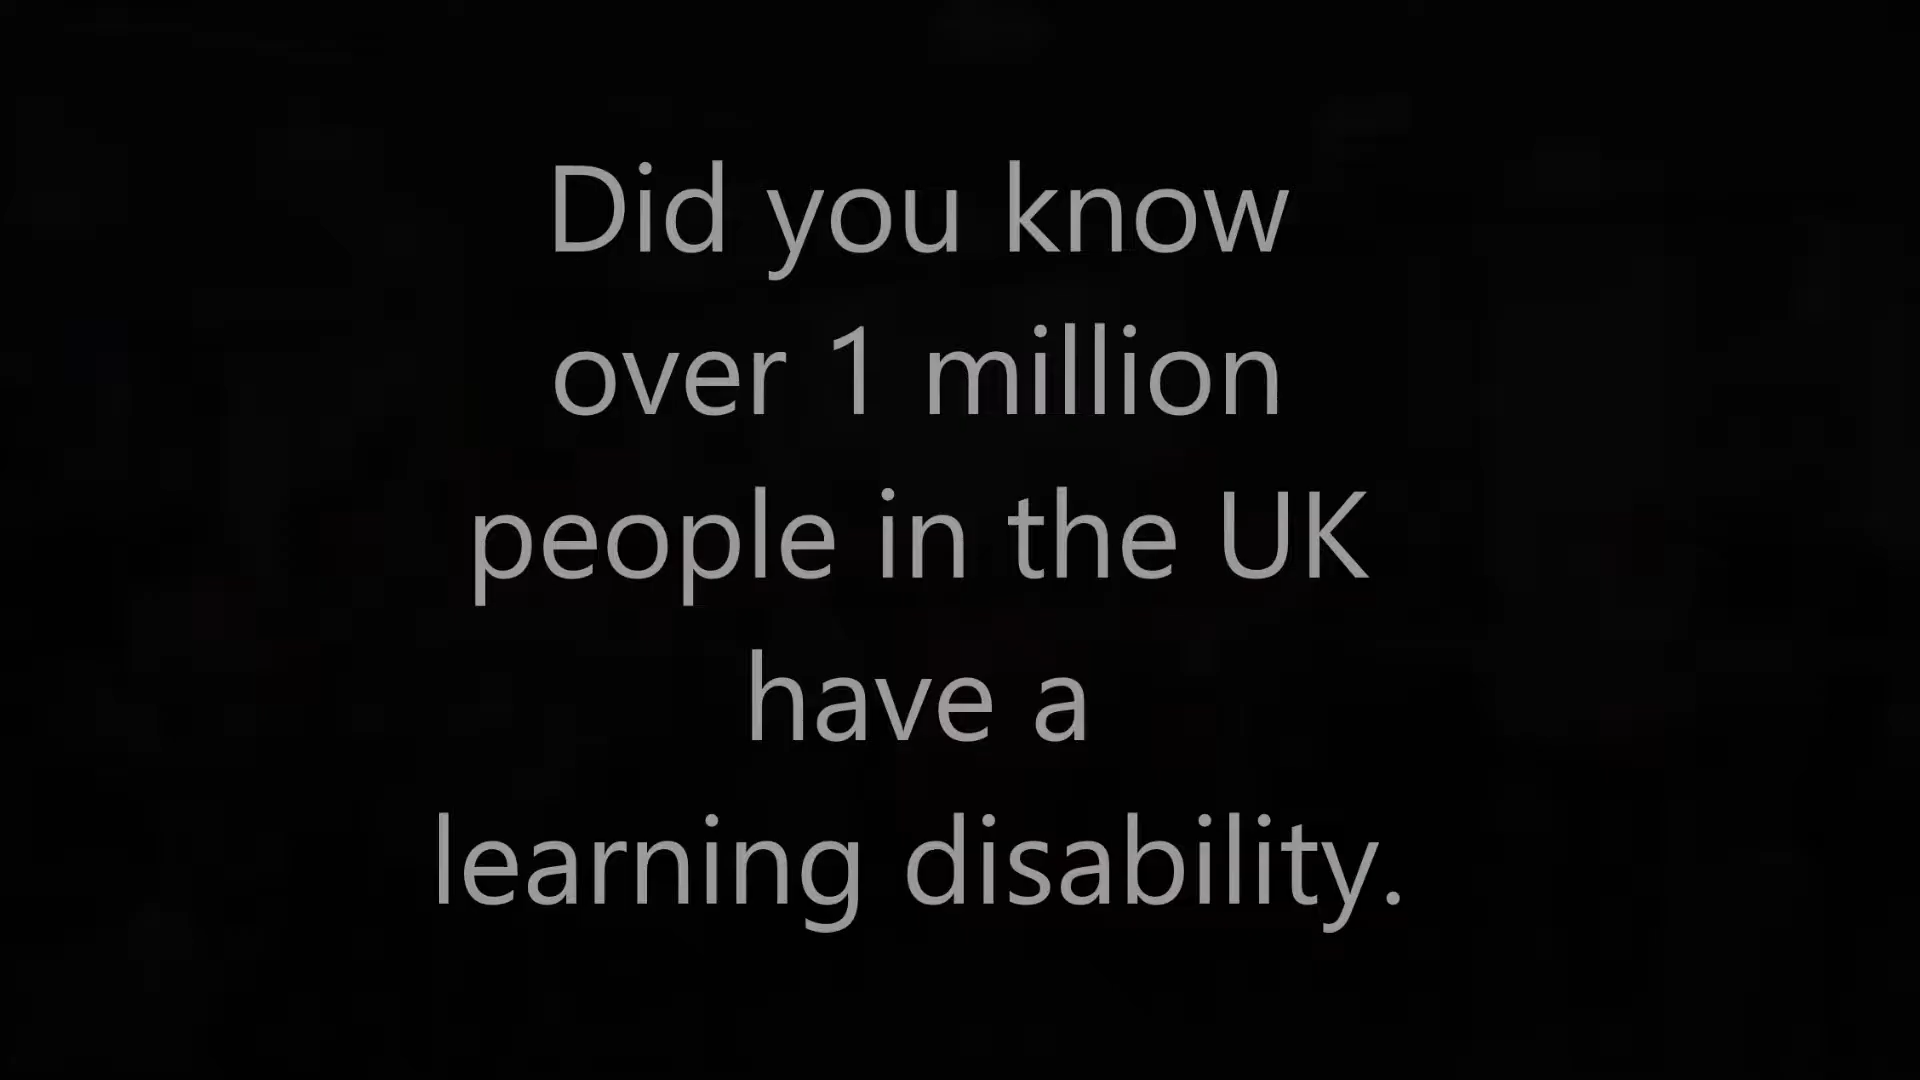 Did you know
over 1 million
people in the UK
have a
learning disability.